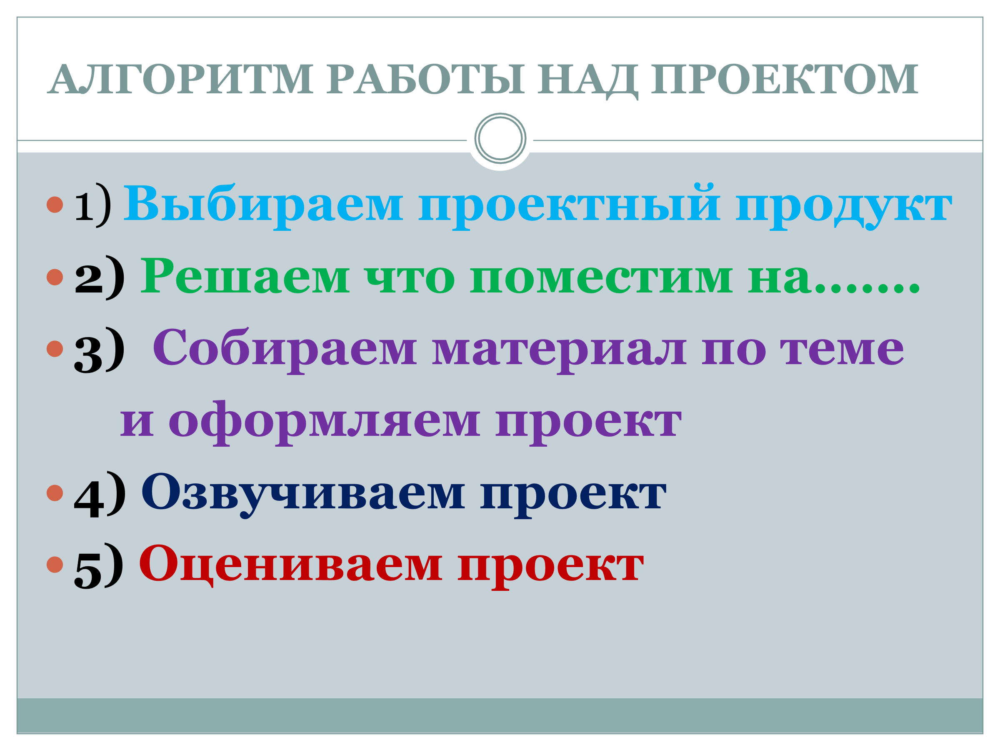 АЛГОРИТМ РАБОТЫ НАД ПРОЕКТОМ
• 1) Выбираем проектный продукт
• 2) Решаем что поместим на.......
• 3) Собираем материал по теме
и оформляем проект
• 4) Озвучиваем проект
• 5) Оцениваем проект